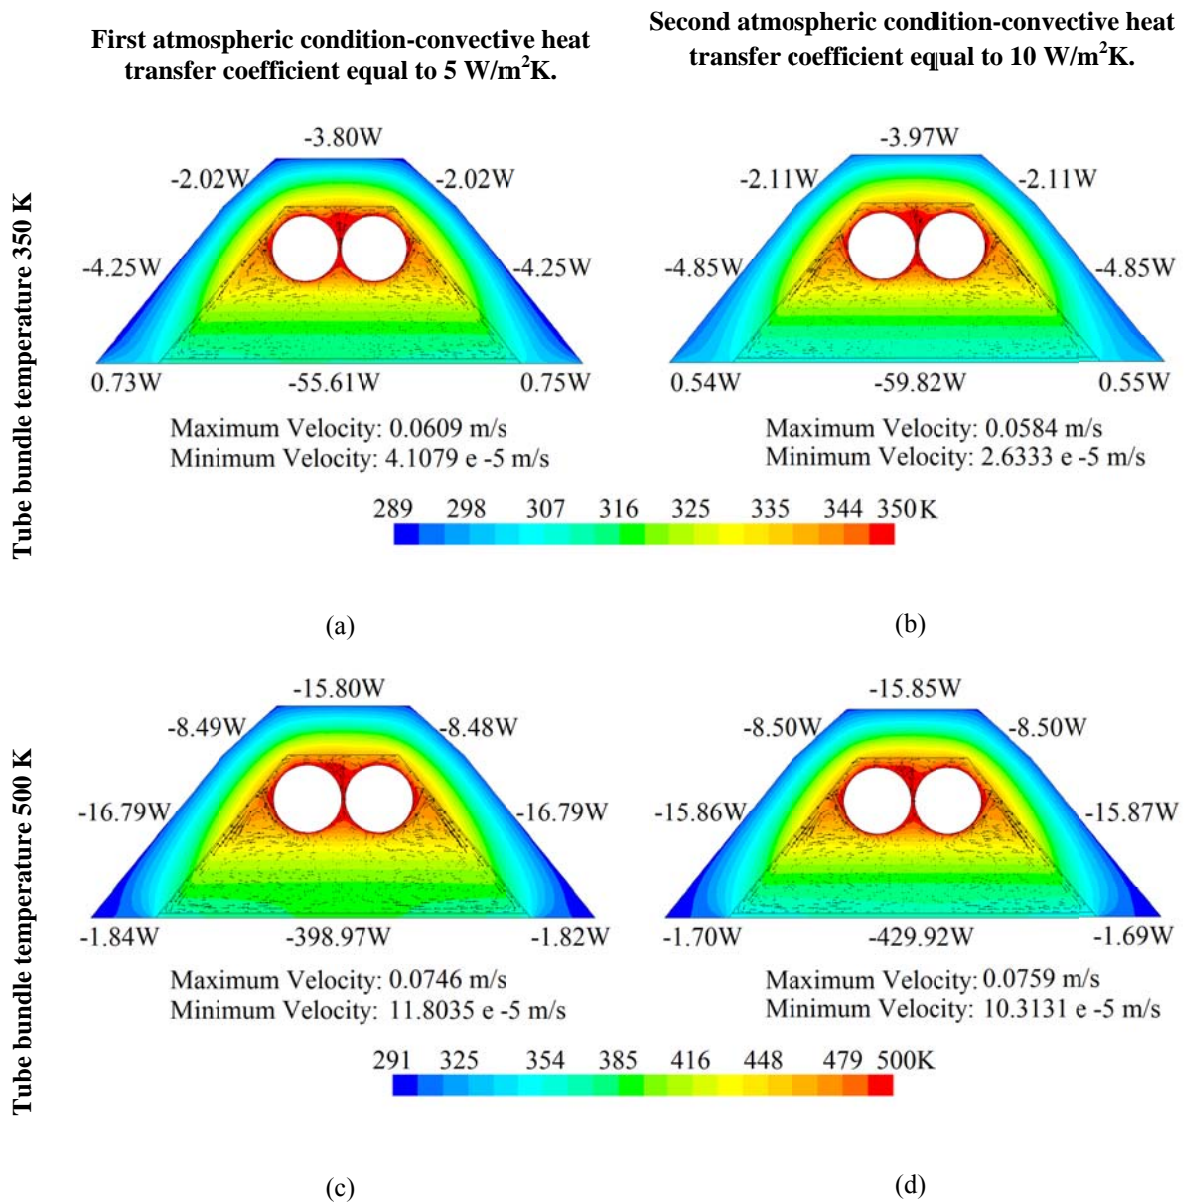 First atmospheric condition-convective heat
transfer coefficient equal to 5 W/m²K.
Second atmospheric condition-convective heat
transfer coefficient equal to 10 W/m²K.
Tube bundle temperature 350 K
-3.80W
-2.02W
-2.02W
-4.25W
-4.25W
0.73W
-55.61W
0.75W
Maximum Velocity: 0.0609 m/s
Minimum Velocity: 4.1079 e -5 m/s
-3.97W
-2.11W
-2.11W
-4.85W
-4.85W
0.54W
-59.82W
0.55W
Maximum Velocity: 0.0584 m/s
Minimum Velocity: 2.6333 e -5 m/s
289 298 307 316 325 335 344 350K
(a)
(b)
Tube bundle temperature 500 K
-15.80W
-8.49W
-8.48W
-16.79W
-16.79W
-1.84W
-398.97W
-1.82W
Maximum Velocity: 0.0746 m/s
Minimum Velocity: 11.8035 e -5 m/s
-15.85W
-8.50W
-8.50W
-15.86W
-15.87W
-1.70W
-429.92W
-1.69W
Maximum Velocity: 0.0759 m/s
Minimum Velocity: 10.3131 e -5 m/s
291 325 354 385 416 448 479 500K
(c)
(d)